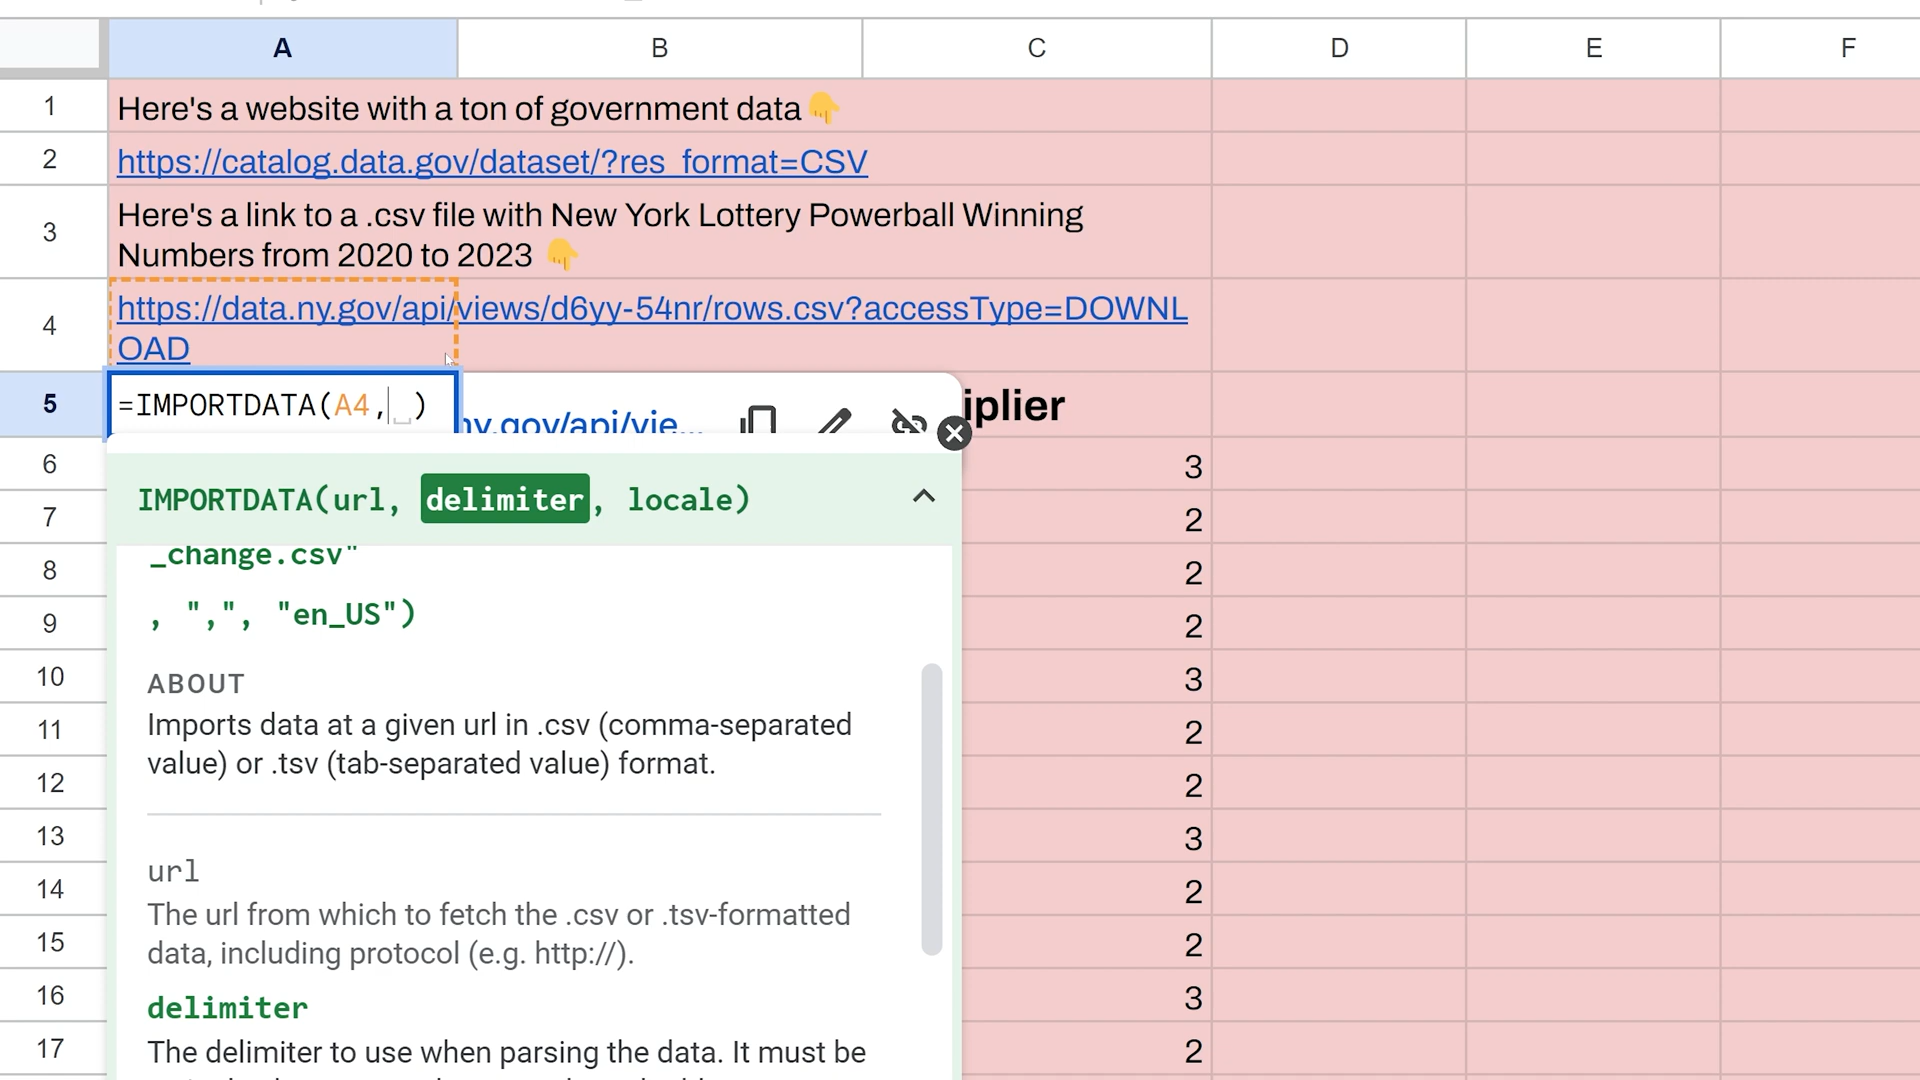 A B C D E F
1 Here's a website with a ton of government data👇
2 https://catalog.data.gov/dataset/?res_format=CSV
3 Here's a link to a .csv file with New York Lottery Powerball Winning
Numbers from 2020 to 2023 👇
4 https://data.ny.gov/api/views/d6yy-54nr/rows.csv?accessType=DOWNL
OAD
5 =IMPORTDATA(A4, ) ny.gov/api/vie... iplier
IMPORTDATA(url, delimiter, locale)
_change.csv"
, ",", "en_US")
ABOUT
Imports data at a given url in .csv (comma-separated
value) or .tsv (tab-separated value) format.
url
The url from which to fetch the .csv or .tsv-formatted
data, including protocol (e.g. http://).
delimiter
The delimiter to use when parsing the data. It must be
6 3
7 2
8 2
9 2
10 3
11 2
12 2
13 3
14 2
15 2
16 3
17 2